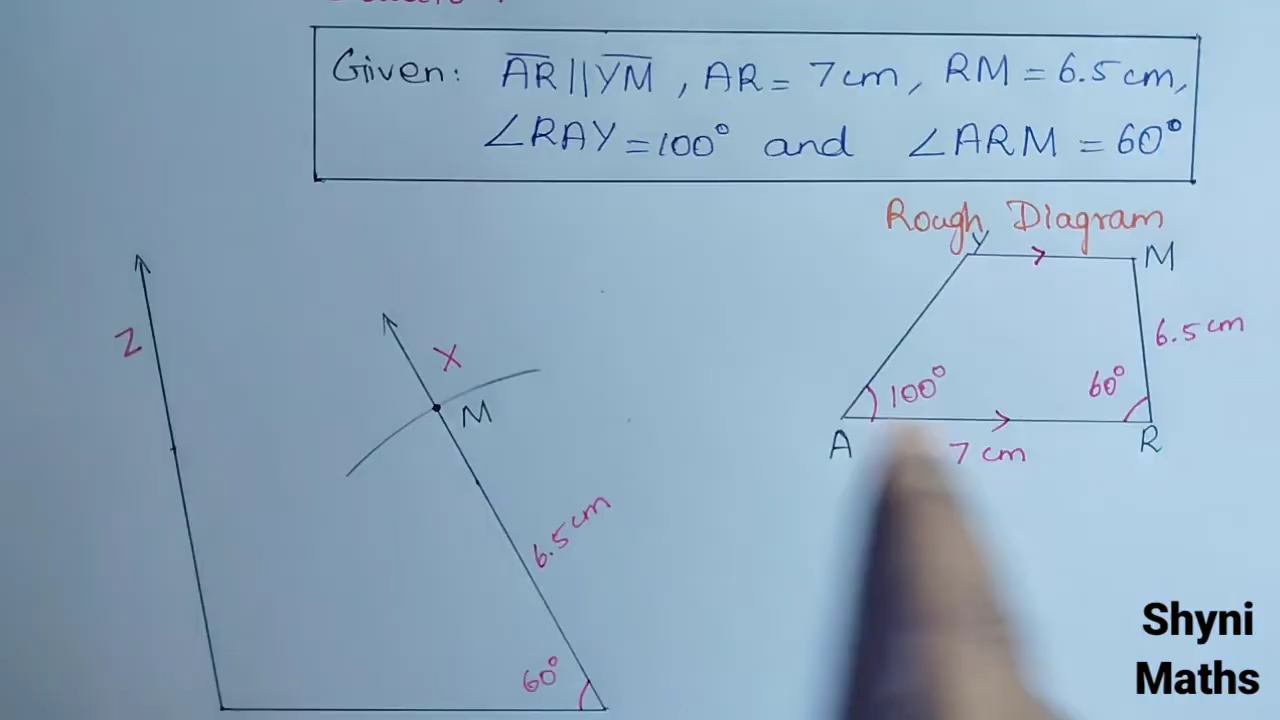 Given: AR || YM, AR = 7 cm, RM = 6.5 cm,
∠RAY = 100° and ∠ARM = 60°
Rough Diagram
Y
M
Z
X
M
6.5 cm
100°
60°
A
7 cm
R
6.5 cm
60°
Shyni
Maths